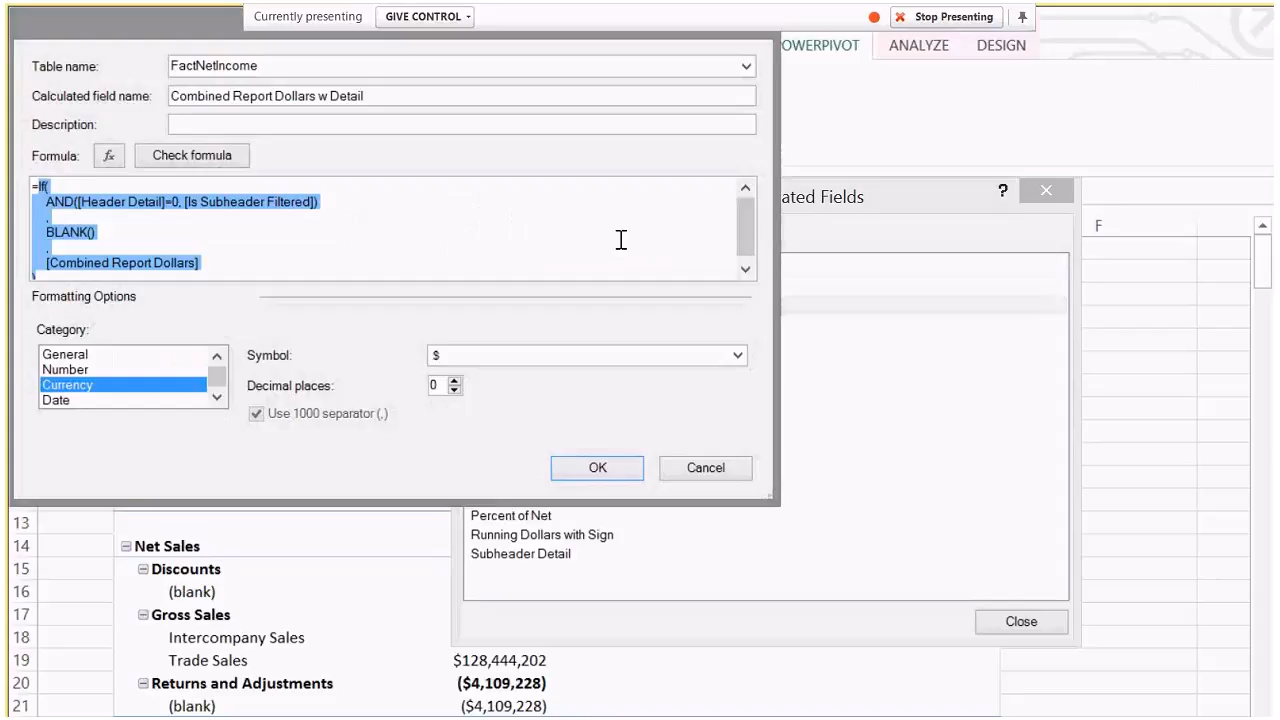 Currently presenting
GIVE CONTROL
Stop Presenting
POWERPIVOT
ANALYZE
DESIGN
Table name:
FactNetIncome
Calculated field name:
Combined Report Dollars w Detail
Description:
Formula:
fx
Check formula
=If(
AND([Header Detail]=0, [Is Subheader Filtered])
,
BLANK()
,
[Combined Report Dollars]
ated Fields
?
F
Formatting Options
Category:
General
Number
Currency
Date
Symbol:
$
Decimal places:
0
Use 1000 separator (,)
OK
Cancel
Percent of Net
Running Dollars with Sign
Subheader Detail
Close
13
14 Net Sales
15 Discounts
16 (blank)
17 Gross Sales
18 Intercompany Sales
19 Trade Sales $128,444,202
20 Returns and Adjustments ($4,109,228)
21 (blank) ($4,109,228)